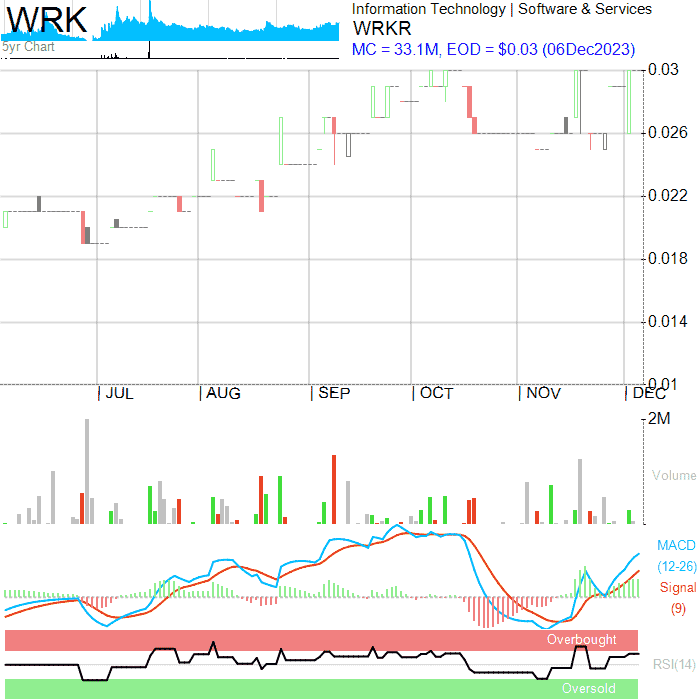 WRK
5yr Chart
Information Technology | Software & Services
WRKR
MC = 33.1M, EOD = $0.03 (06Dec2023)
0.03
0.026
0.022
0.018
0.014
0.01
JUL
AUG
SEP
OCT
NOV
DEC
2M
Volume
MACD
(12-26)
Signal
(9)
Overbought
RSI(14)
Oversold